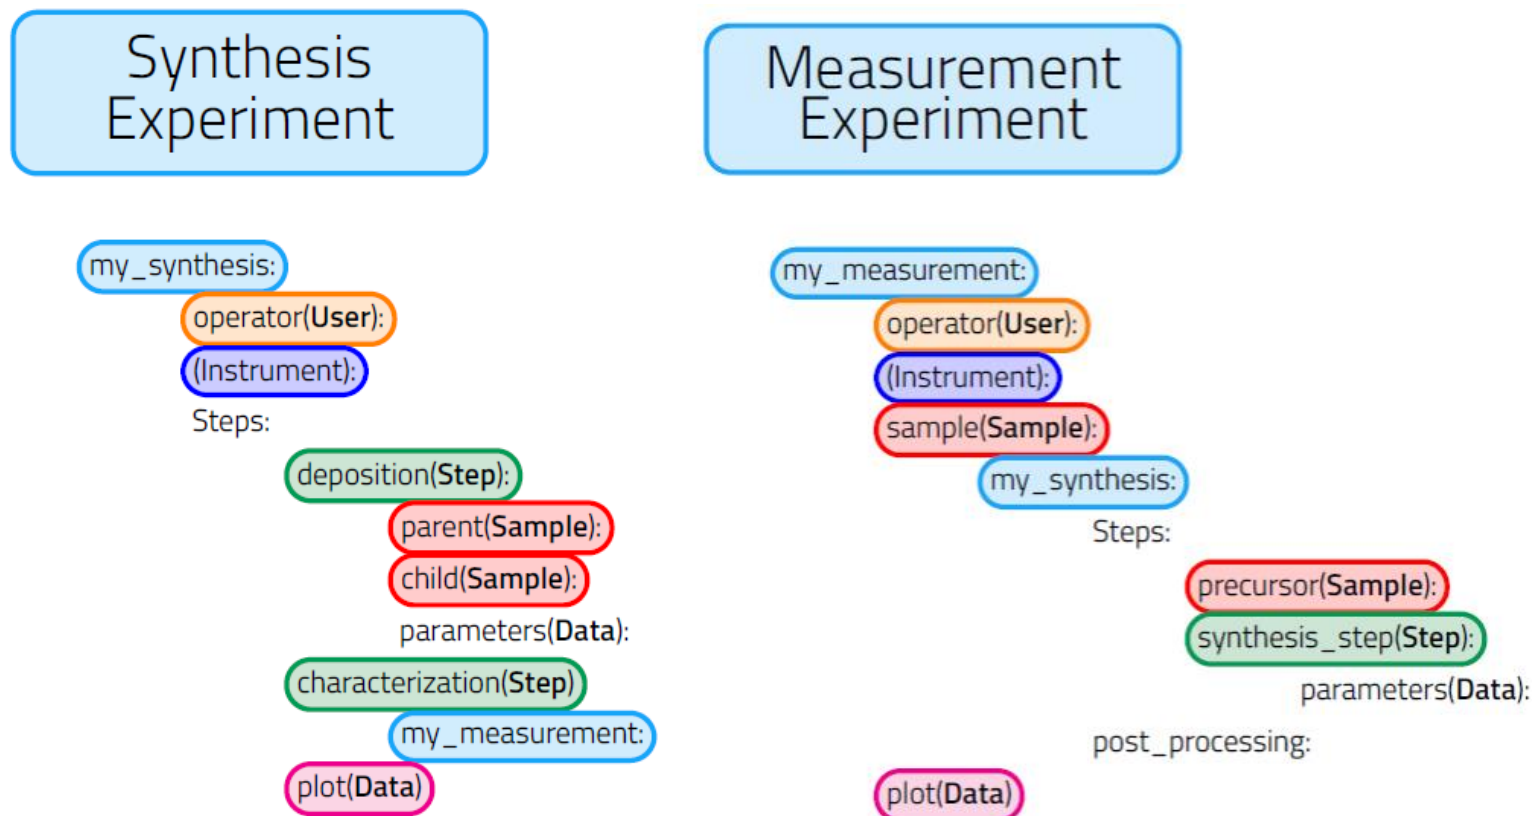 Synthesis
Experiment
my_synthesis:
operator(User):
(Instrument):
Steps:
deposition(Step):
parent(Sample):
child(Sample):
parameters(Data):
characterization(Step)
my_measurement:
plot(Data)
Measurement
Experiment
my_measurement:
operator(User):
(Instrument):
sample(Sample):
my_synthesis:
Steps:
precursor(Sample):
synthesis_step(Step):
parameters(Data):
post_processing:
plot(Data)